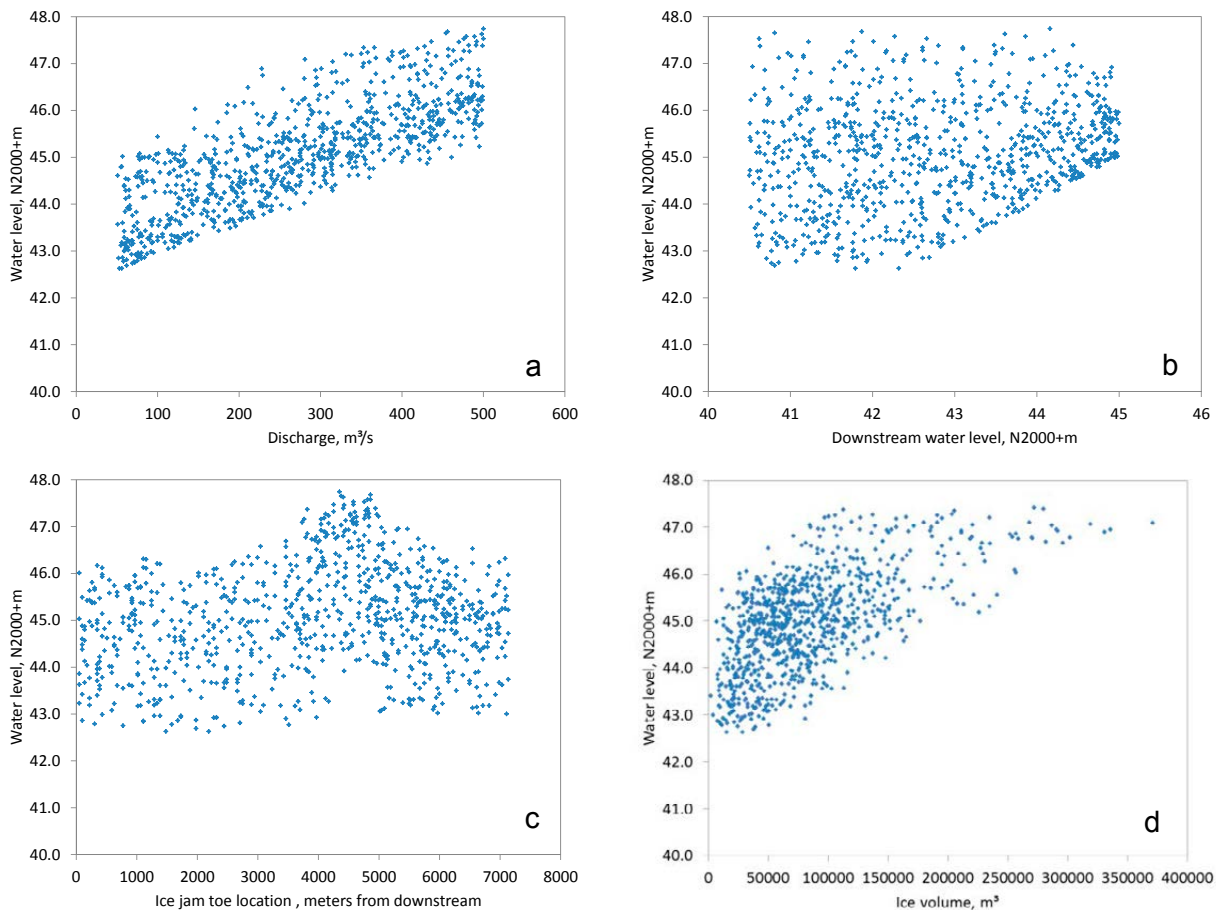 48.0
47.0
46.0
45.0
44.0
43.0
42.0
41.0
40.0
Water level, N2000+m
0 100 200 300 400 500 600
Discharge, m³/s
a
48.0
47.0
46.0
45.0
44.0
43.0
42.0
41.0
40.0
Water level, N2000+m
40 41 42 43 44 45 46
Downstream water level, N2000+m
b
48.0
47.0
46.0
45.0
44.0
43.0
42.0
41.0
40.0
Water level, N2000+m
0 1000 2000 3000 4000 5000 6000 7000 8000
Ice jam toe location , meters from downstream
c
48.0
47.0
46.0
45.0
44.0
43.0
42.0
41.0
40.0
Water level, N2000+m
0 50000 100000 150000 200000 250000 300000 350000 400000
Ice volume, m³
d